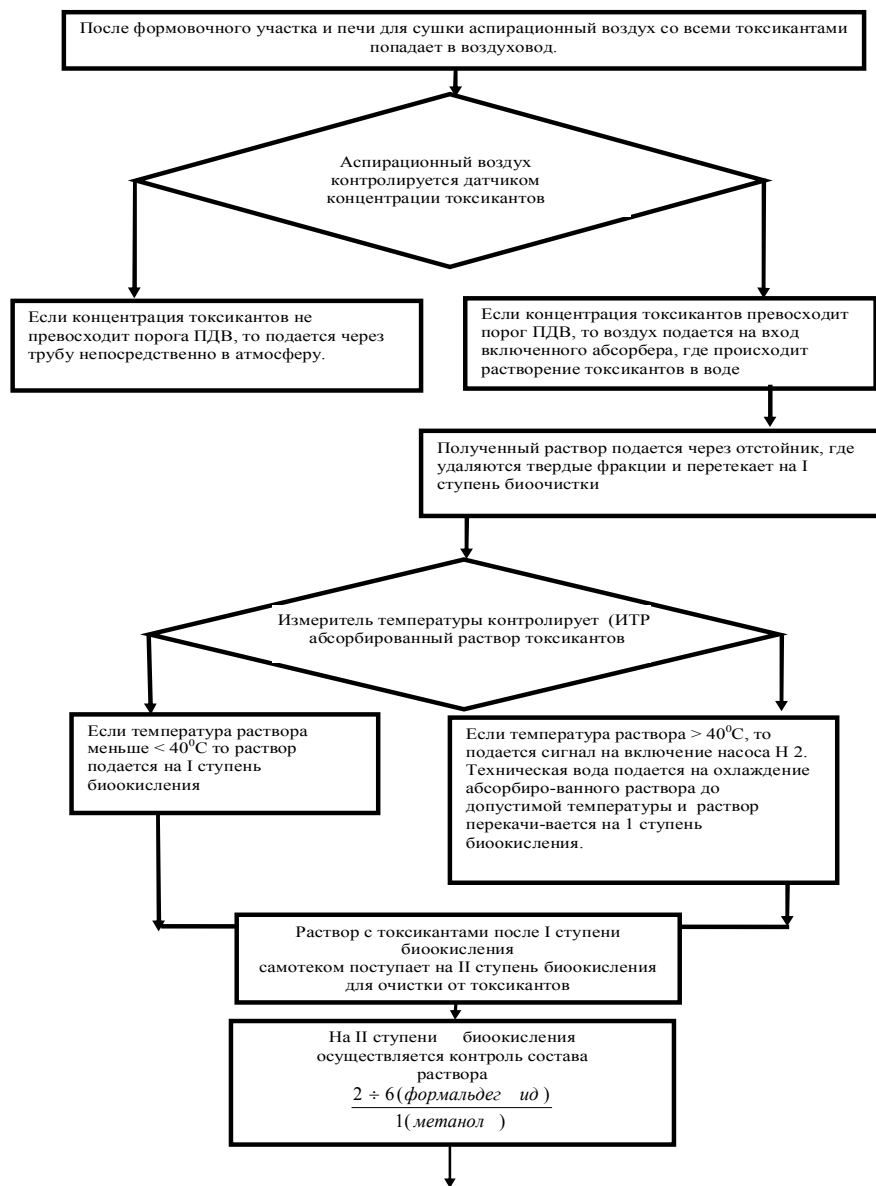 После формовочного участка и печи для сушки аспирационный воздух со всеми токсикантами
попадает в воздуховод.
Аспирационный воздух
контролируется датчиком
концентрации токсикантов
Если концентрация токсикантов не
превосходит порога ПДВ, то подается через
трубу непосредственно в атмосферу.
Если концентрация токсикантов превосходит
порог ПДВ, то воздух подается на вход
включенного абсорбера, где происходит
растворение токсикантов в воде
Полученный раствор подается через отстойник, где
удаляются твердые фракции и перетекает на I
ступень биоочистки
Измеритель температуры контролирует (ИТР
абсорбированный раствор токсикантов
Если температура раствора
меньше < 40⁰С то раствор
подается на I ступень
биоокисления
Если температура раствора > 40⁰С, то
подается сигнал на включение насоса Н 2.
Техническая вода подается на охлаждение
абсорбиро-ванного раствора до
допустимой температуры и раствор
перекачи-вается на 1 ступень
биоокисления.
Раствор с токсикантами после I ступени
биоокисления
самотеком поступает на II ступень биоокисления
для очистки от токсикантов
На II ступени биоокисления
осуществляется контроль состава
раствора
2 ÷ 6(формальдег ид )
1(метанол )